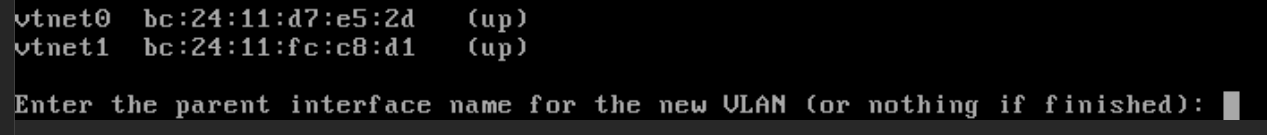 vtnet0  bc:24:11:d7:e5:2d   (up)
vtnet1  bc:24:11:fc:c8:d1   (up)
Enter the parent interface name for the new VLAN (or nothing if finished):